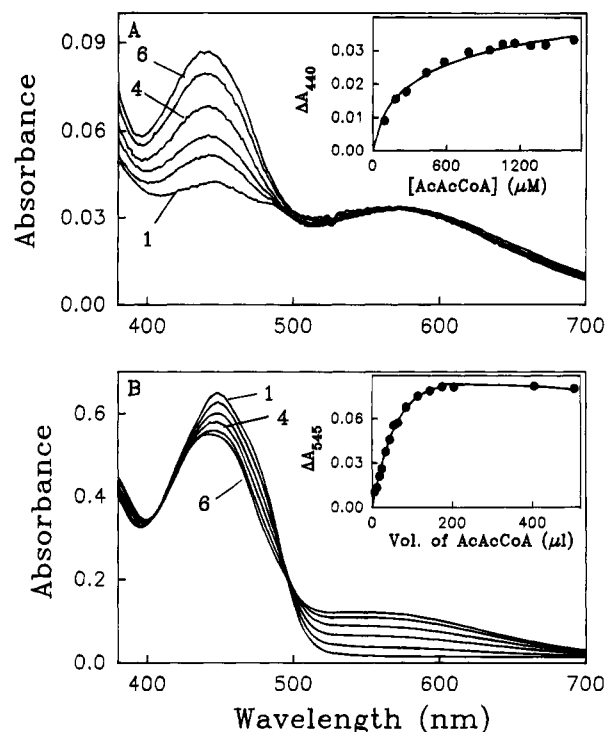 A
0.09
0.06
0.03
0.00
Absorbance
6
4
1
400 500 600 700
ΔA440
0.03
0.02
0.01
0.00
0 600 1200
[AcAcCoA] (μM)
B
0.6
0.4
0.2
0.0
Absorbance
1
4
6
400 500 600 700
ΔA545
0.06
0.03
0.0
0 200 400
Vol. of AcAcCoA (μl)
Wavelength (nm)